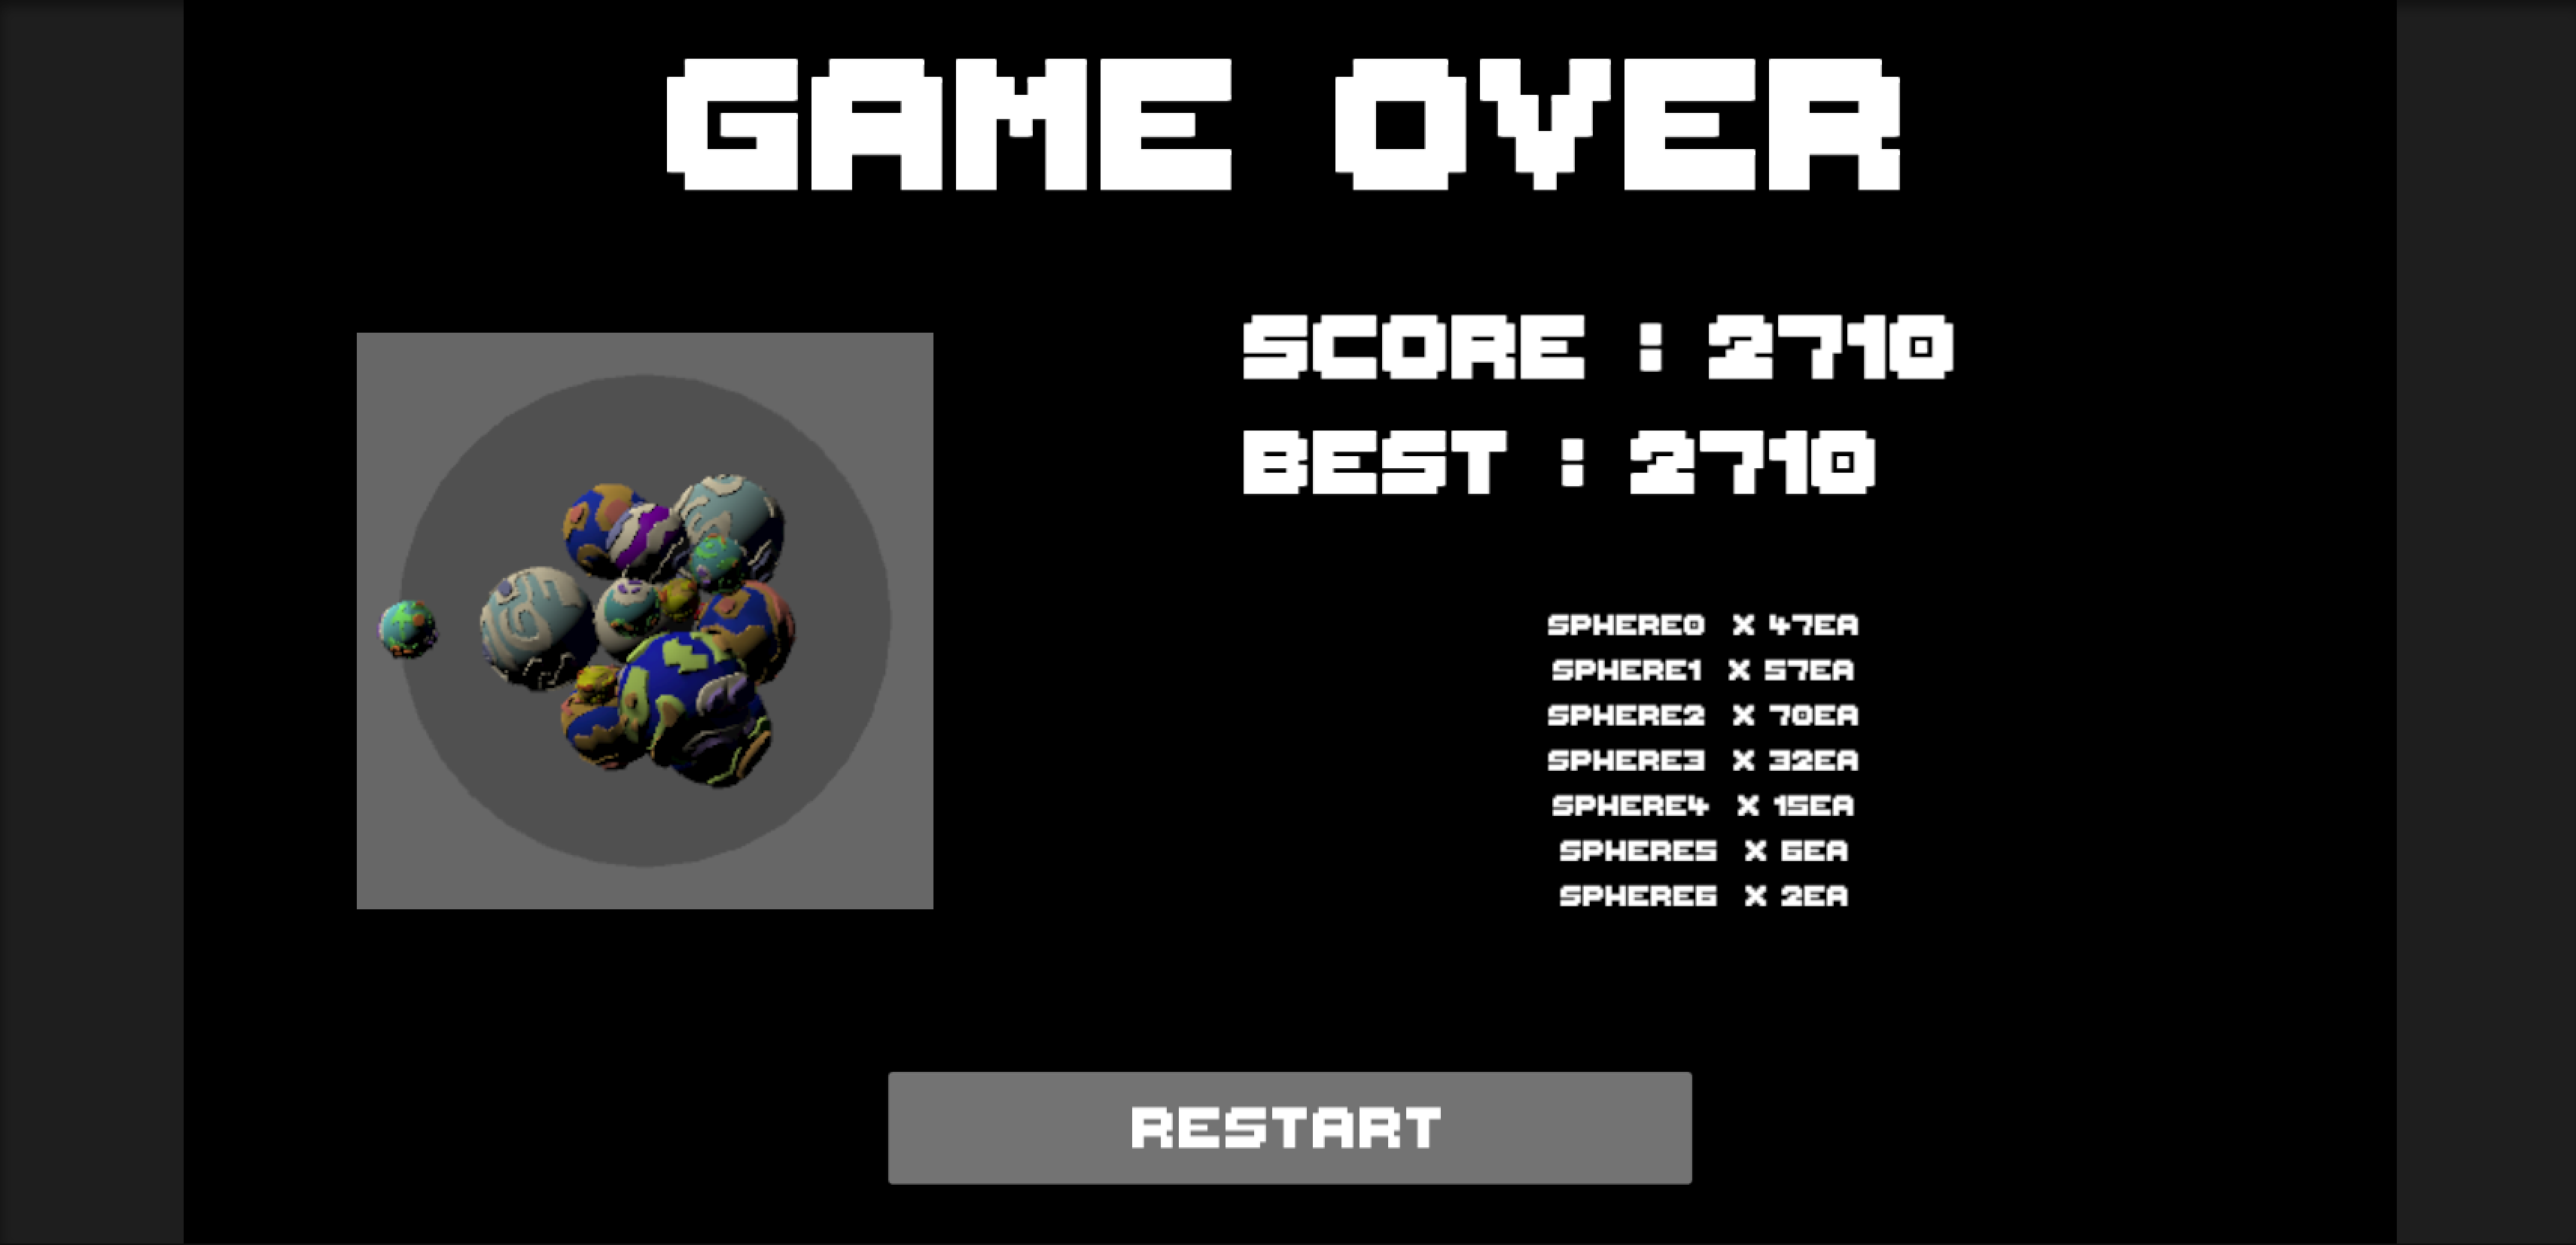 GAME OVER
SCORE : 2710
BEST : 2710
SPHERE0 X 47EA
SPHERE1 X 57EA
SPHERE2 X 70EA
SPHERE3 X 32EA
SPHERE4 X 15EA
SPHERE5 X 6EA
SPHERE6 X 2EA
RESTART